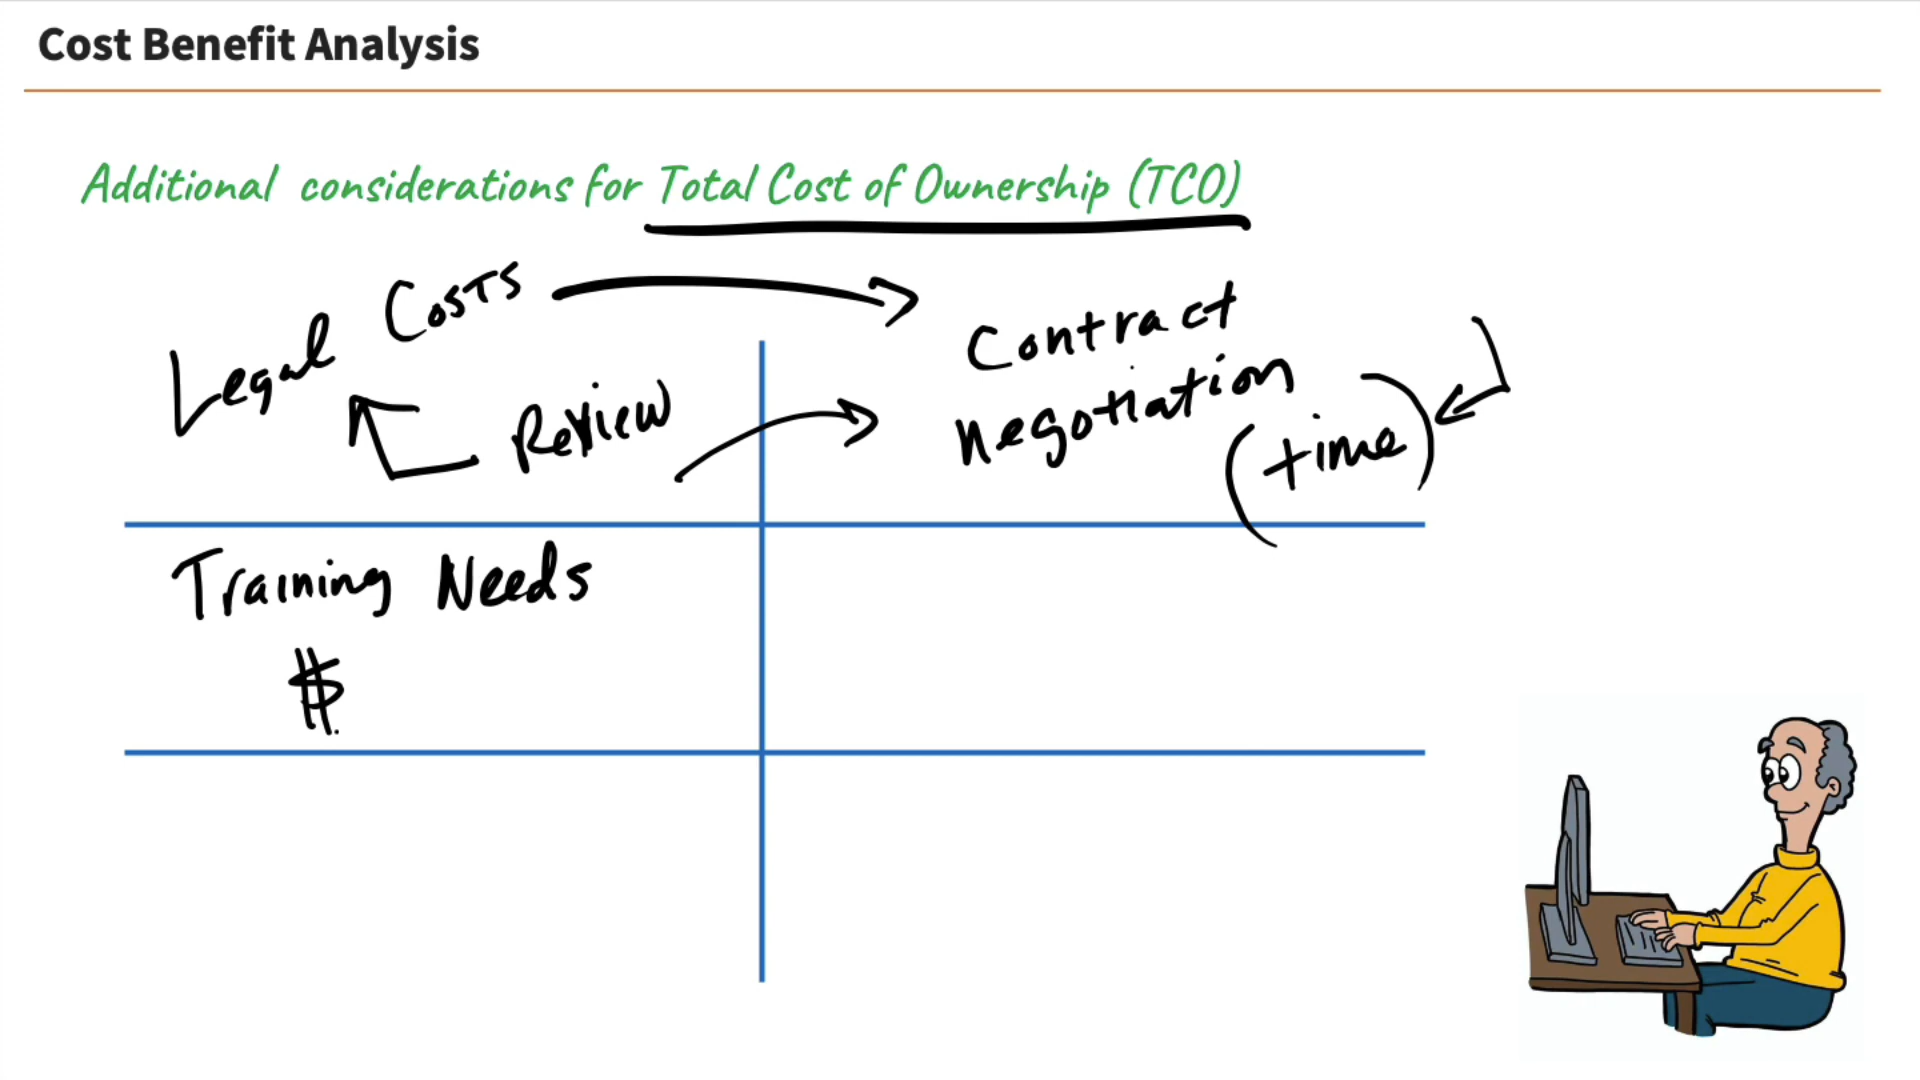 Cost Benefit Analysis
Additional considerations for Total Cost of Ownership (TCO)
Legal Costs
Review
Contract
negotiation
(time)
Training Needs
$